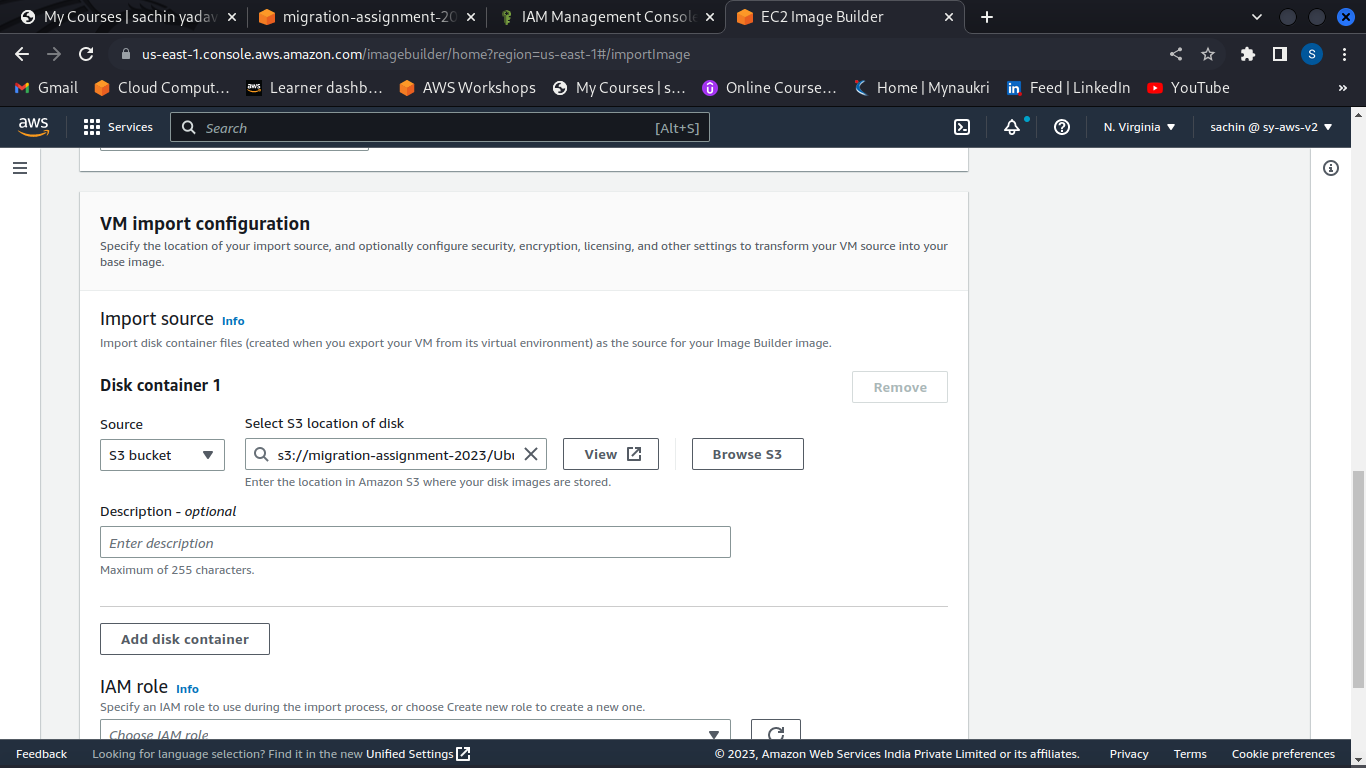 My Courses | sachin yadav
migration-assignment-20
IAM Management Console
EC2 Image Builder
us-east-1.console.aws.amazon.com/imagebuilder/home?region=us-east-1#/importImage
S
Gmail
Cloud Comput...
aws
Learner dashb...
AWS Workshops
My Courses | s...
Online Course...
Home | Mynaukri
Feed | LinkedIn
YouTube
»
aws
Services
Search
[Alt+S]
N. Virginia
sachin @ sy-aws-v2
VM import configuration
Specify the location of your import source, and optionally configure security, encryption, licensing, and other settings to transform your VM source into your
base image.
Import source Info
Import disk container files (created when you export your VM from its virtual environment) as the source for your Image Builder image.
Disk container 1
Remove
Source
Select S3 location of disk
S3 bucket
s3://migration-assignment-2023/Ubu
View
Browse S3
Enter the location in Amazon S3 where your disk images are stored.
Description - optional
Enter description
Maximum of 255 characters.
Add disk container
IAM role Info
Specify an IAM role to use during the import process, or choose Create new role to create a new one.
Choose IAM role
Feedback
Looking for language selection? Find it in the new Unified Settings
© 2023, Amazon Web Services India Private Limited or its affiliates.
Privacy
Terms
Cookie preferences